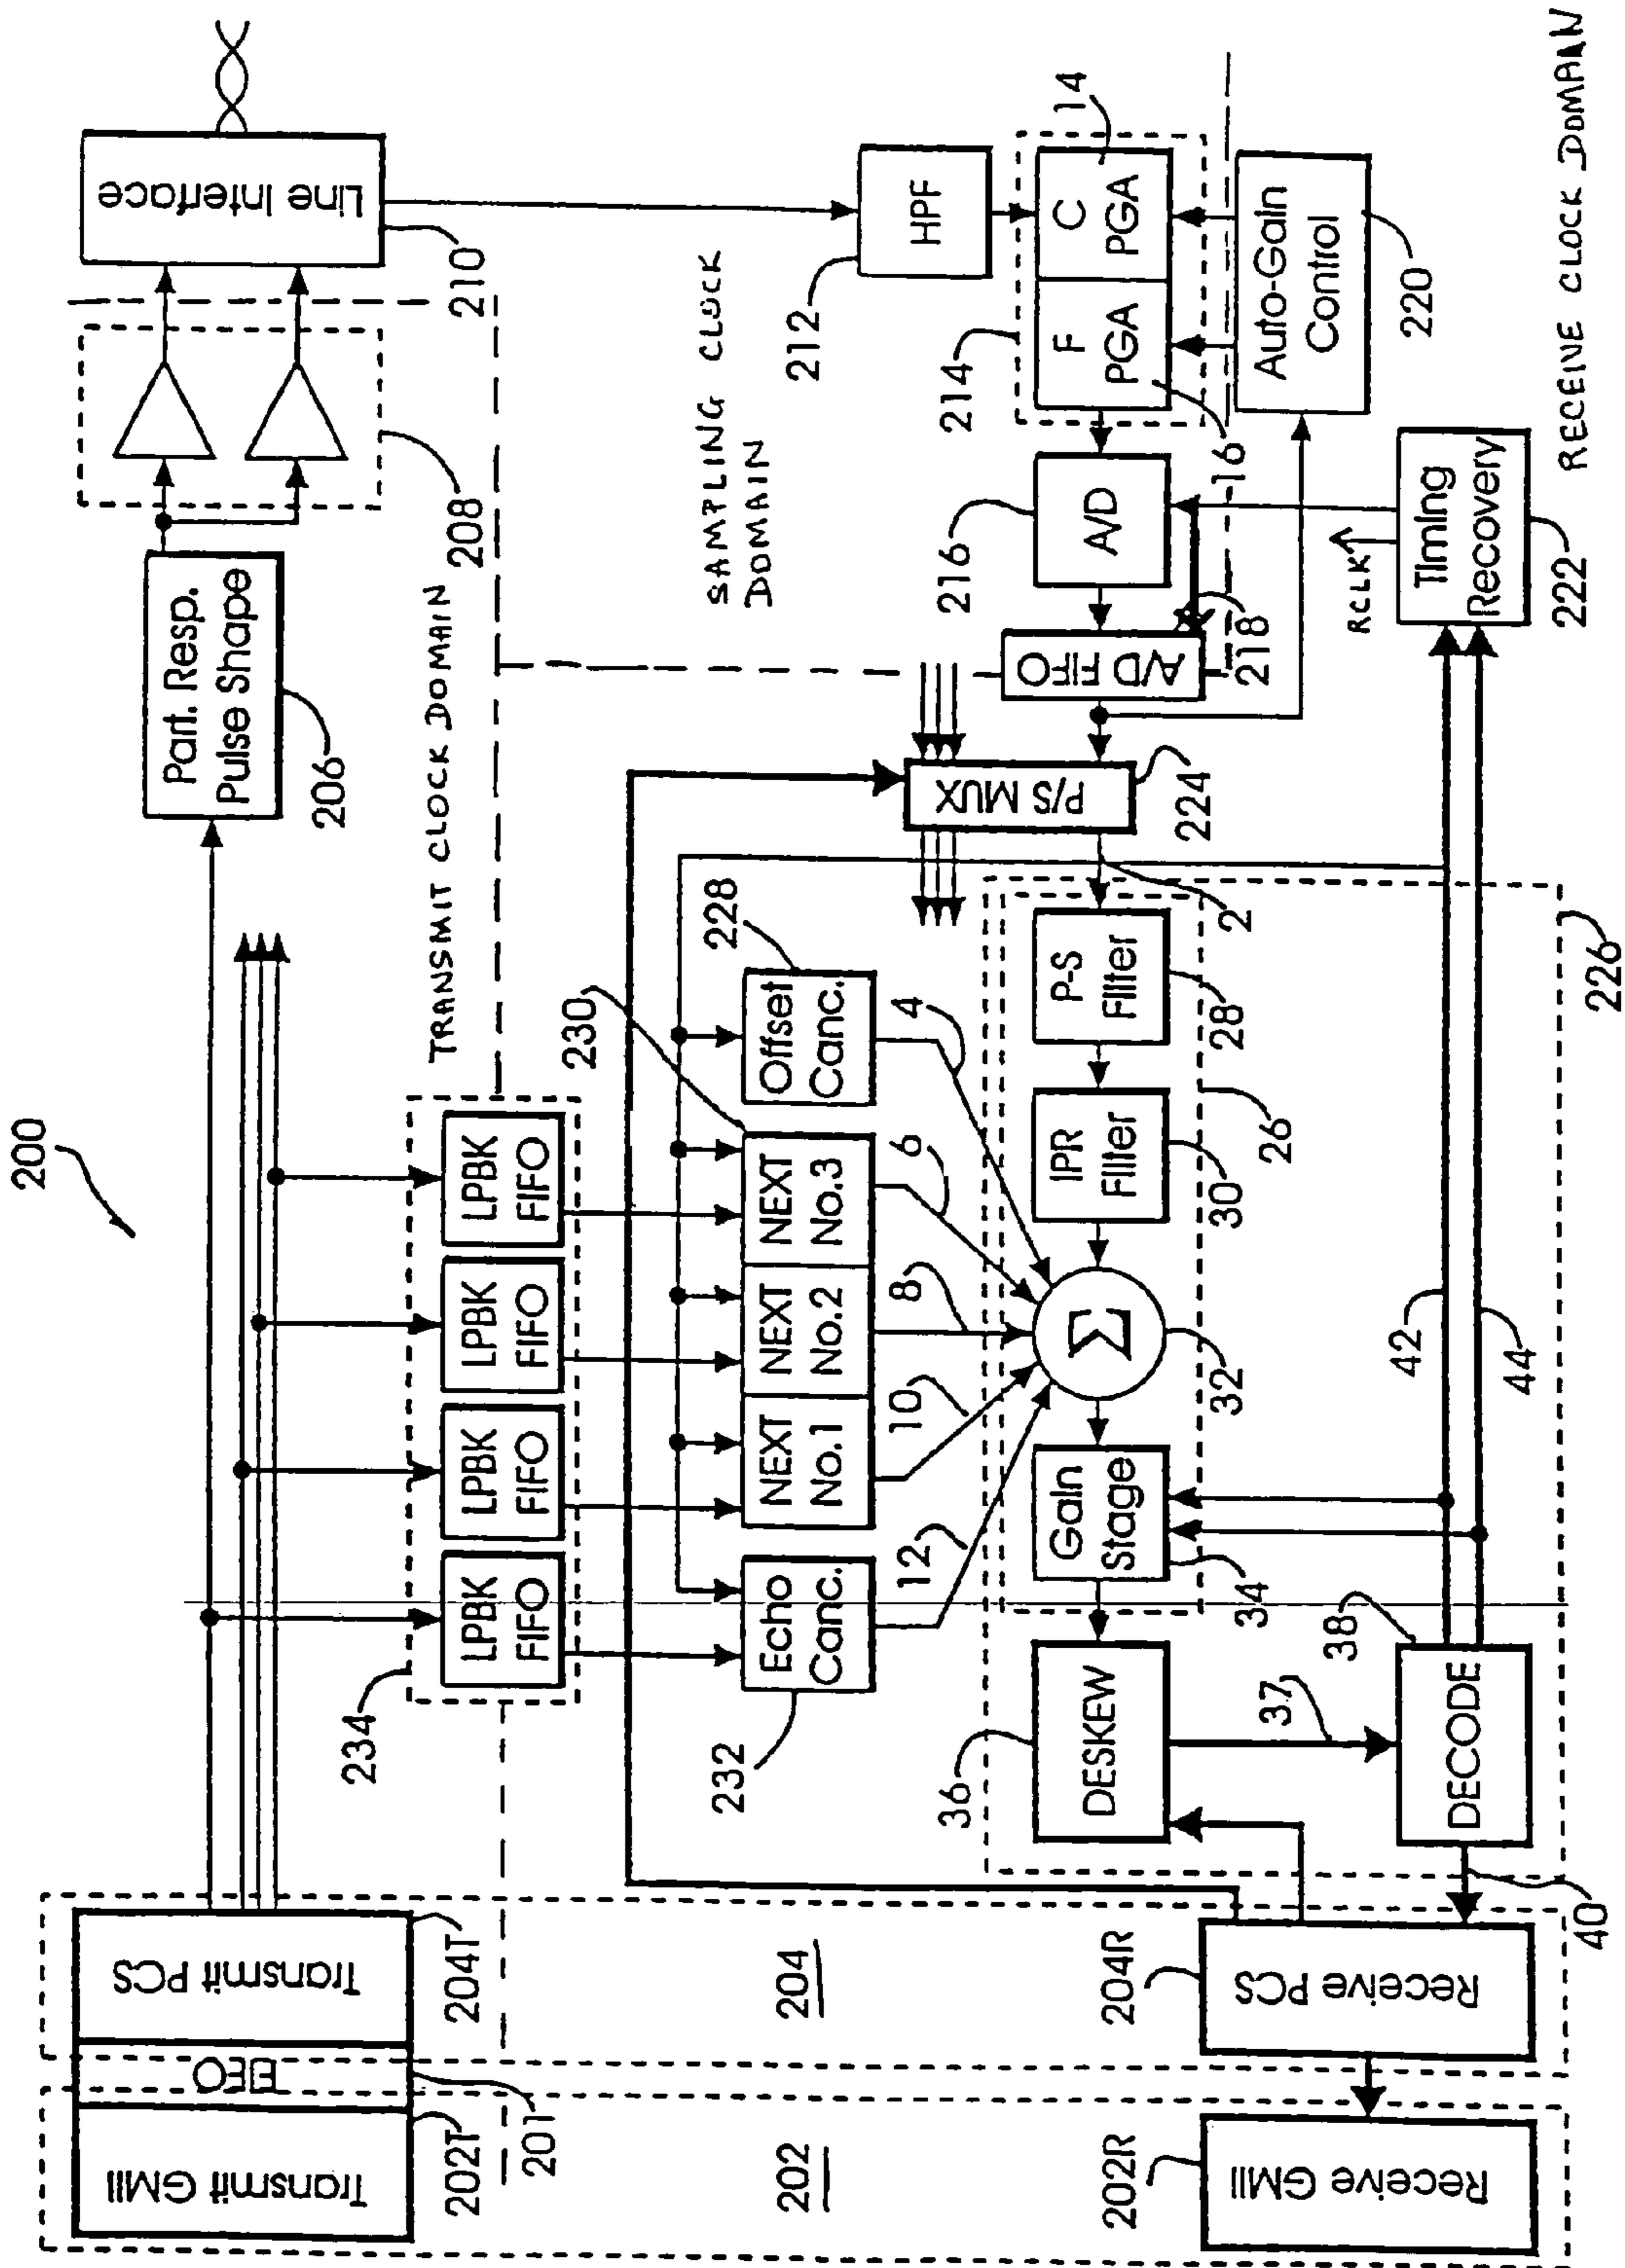 200
Transmit GMII
FIFO
Transmit PCS
202T
201
204T
Part. Resp.
Pulse Shape
206
208
Line Interface
210
TRANSMIT CLOCK DOMAIN
234
LPBK
FIFO
LPBK
FIFO
LPBK
FIFO
LPBK
FIFO
SAMPLING CLOCK
DOMAIN
230
228
232
Echo
Canc.
NEXT
No.1
NEXT
No.2
NEXT
No.3
Offset
Canc.
12
10
8
6
4
202
204
HPF
212
P/S MUX
224
A/D FIFO
218
A/D
216
F
PGA
C
PGA
214
14
16
36
DESKEW
Gain
Stage
34
Σ
32
IPR
Filter
30
P-S
Filter
28
26
2
37
Auto-Gain
Control
220
RCLK
Timing
Recovery
222
42
44
38
DECODE
40
226
202R
Receive GMII
204R
Receive PCS
RECEIVE CLOCK DOMAIN